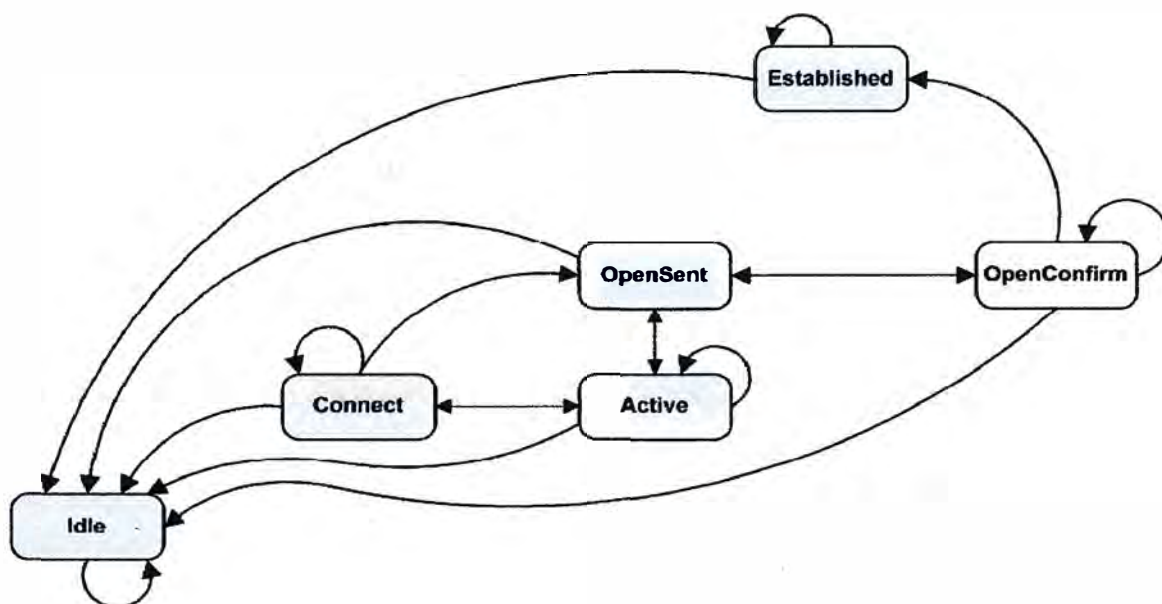 Established
OpenSent
OpenConfirm
Connect
Active
Idle